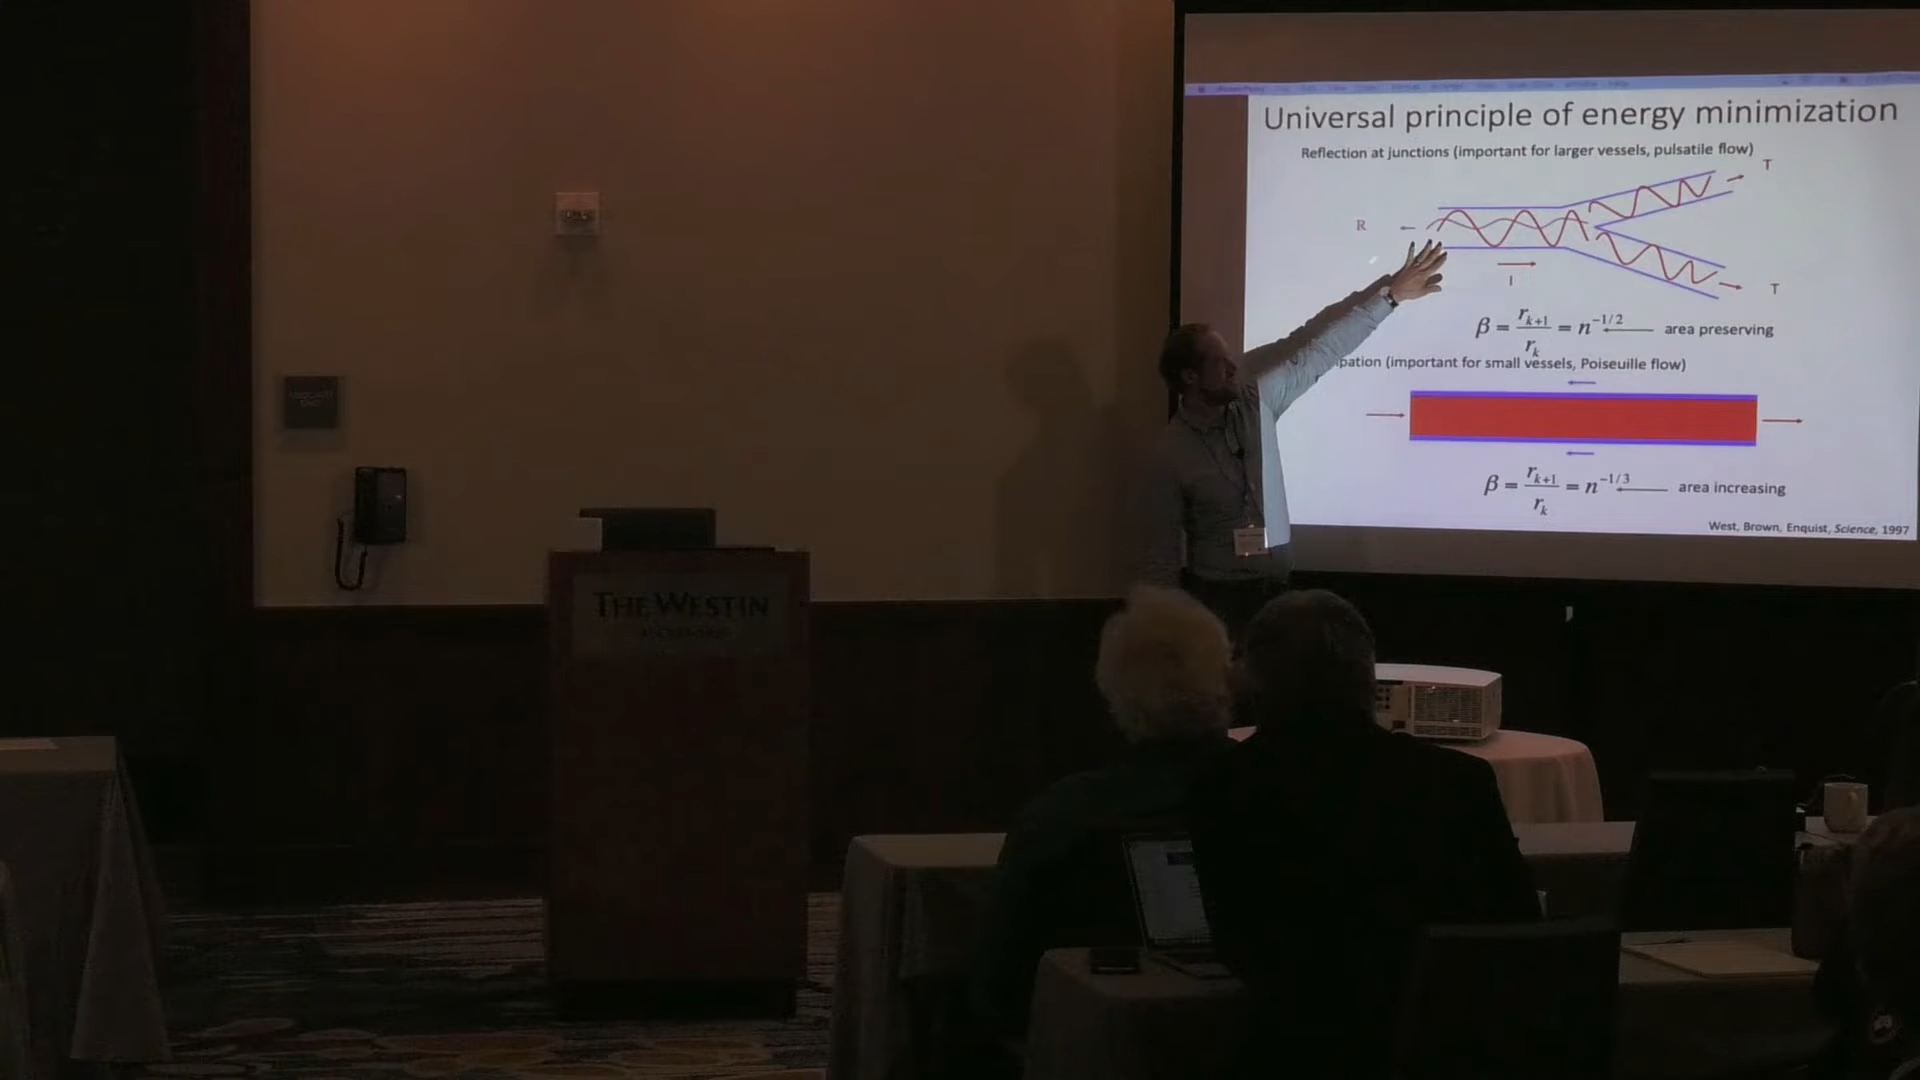 Universal principle of energy minimization
Reflection at junctions (important for larger vessels, pulsatile flow)
T
R
I
T
β = r_{k+1} / r_k = n^{-1/2} area preserving
pation (important for small vessels, Poiseuille flow)
β = r_{k+1} / r_k = n^{-1/3} area increasing
West, Brown, Enquist, Science, 1997
THE WESTIN